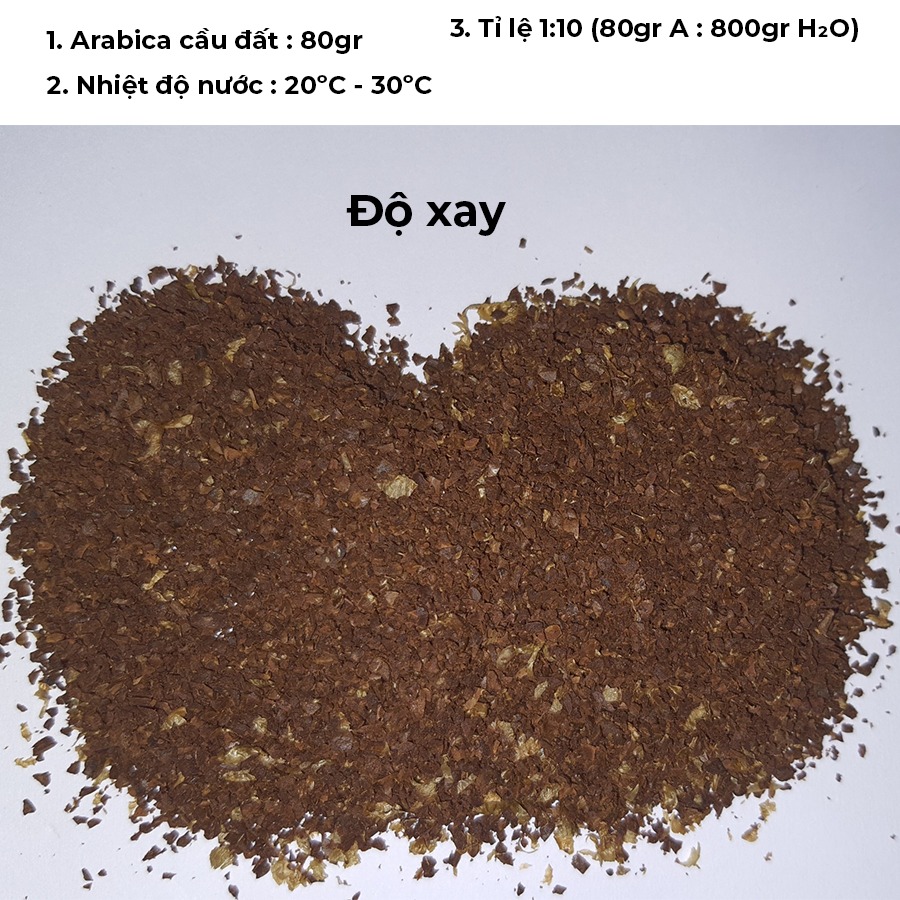 1. Arabica cầu đất : 80gr
2. Nhiệt độ nước : 20°C - 30°C
3. Tỉ lệ 1:10 (80gr A : 800gr H₂O)
Độ xay